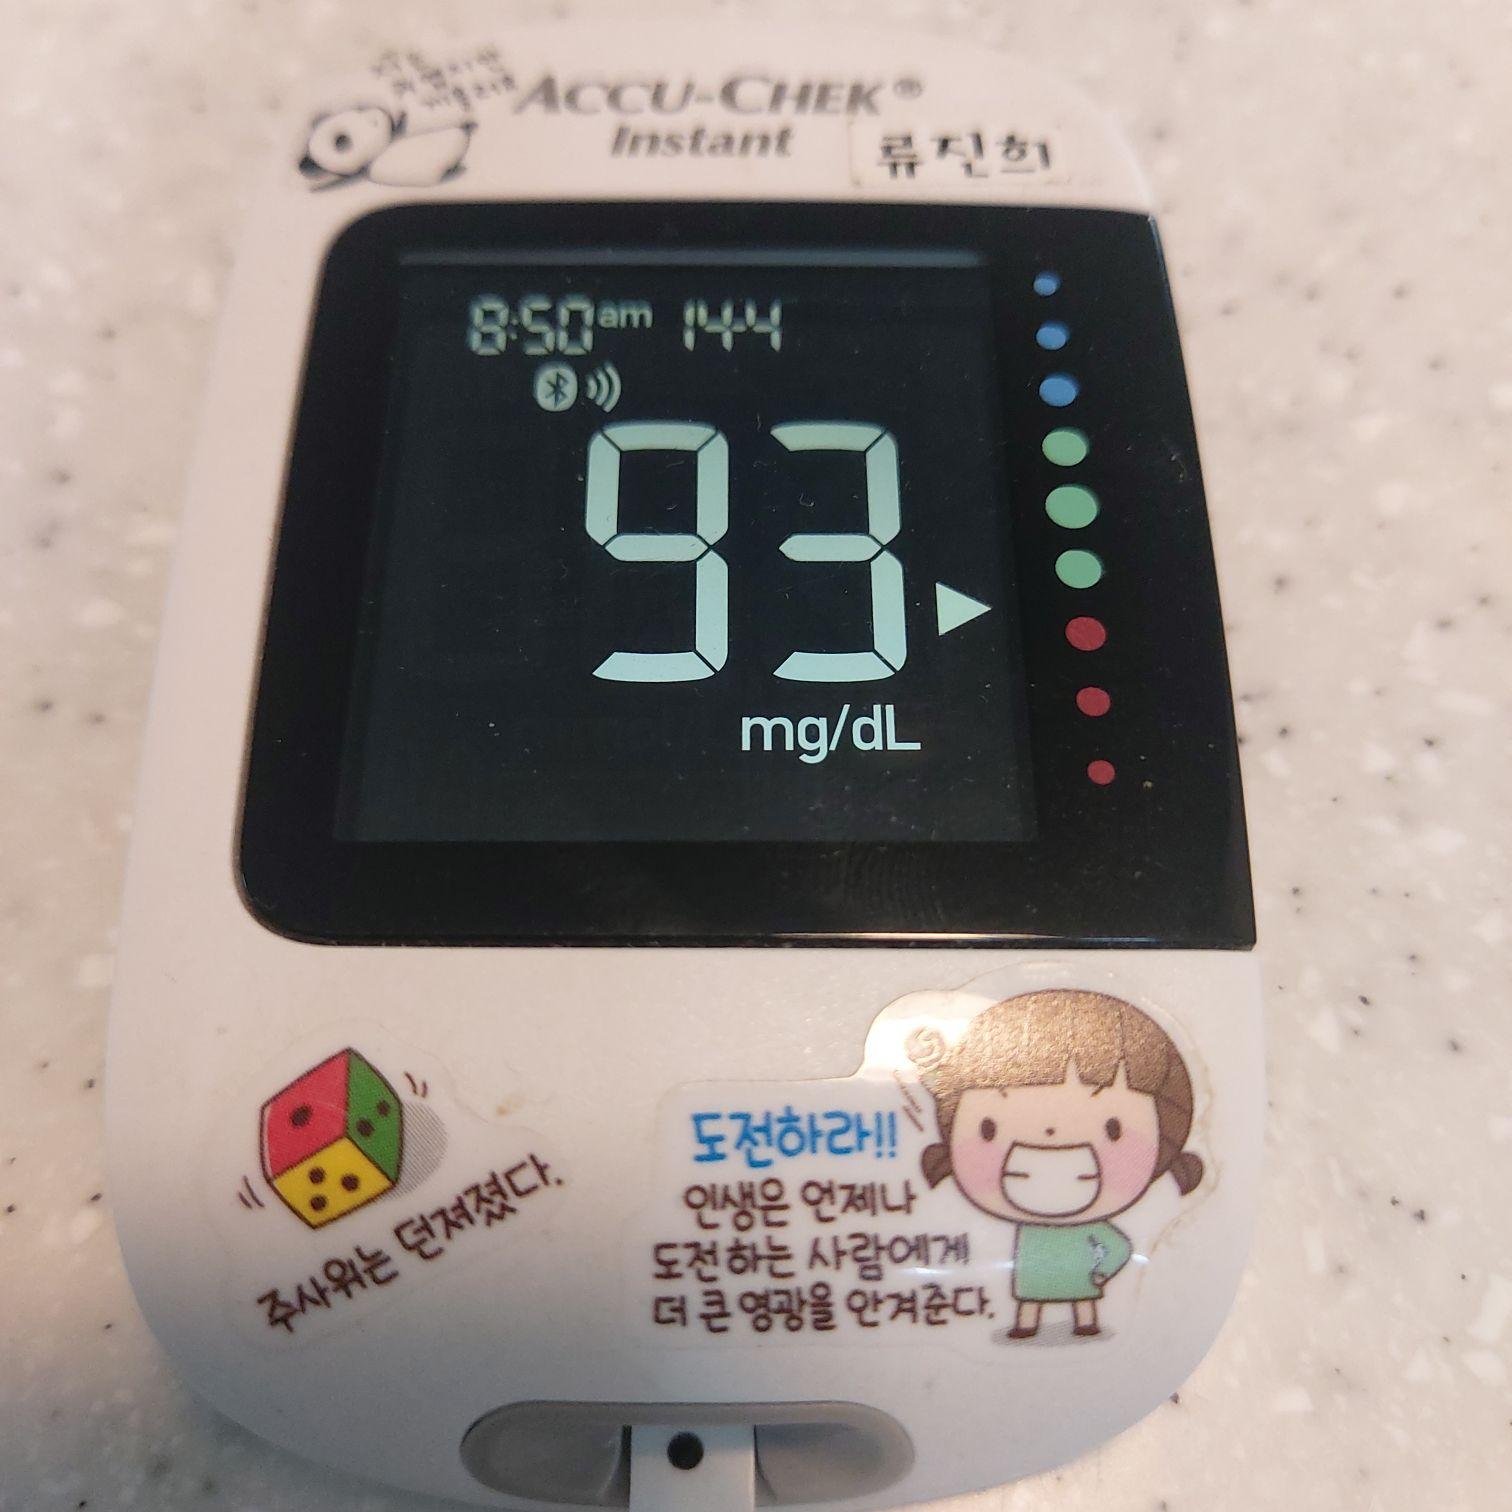 ACCU-CHEK®
Instant
류진희
8:50am 14-4
93
mg/dL
주사위는 던져졌다.
도전하라!!
인생은 언제나
도전하는 사람에게
더 큰 영광을 안겨준다.